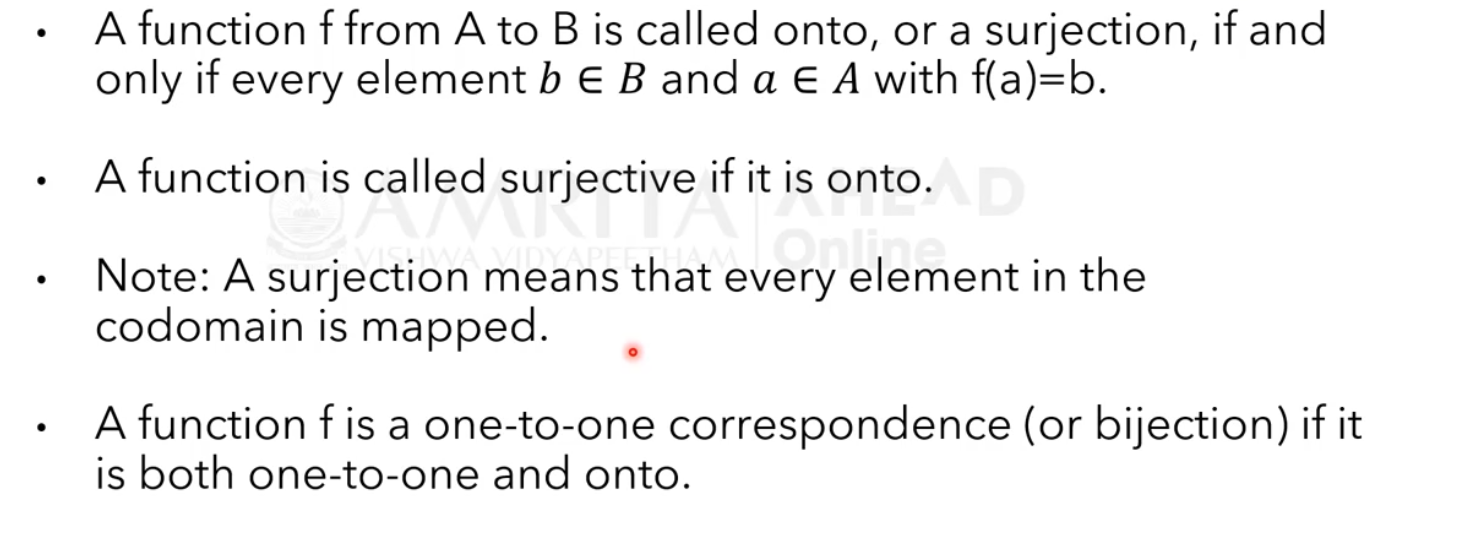 • A function f from A to B is called onto, or a surjection, if and
only if every element b ∈ B and a ∈ A with f(a)=b.
• A function is called surjective if it is onto.
AMRITA AHEAD
VISHWA VIDYAPEETHAM Online
• Note: A surjection means that every element in the
codomain is mapped.
• A function f is a one-to-one correspondence (or bijection) if it
is both one-to-one and onto.